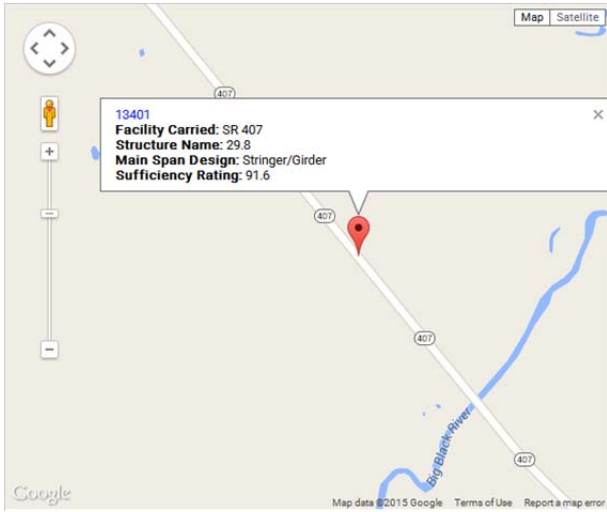 Map Satellite
407
13401
Facility Carried: SR 407
Structure Name: 29.8
Main Span Design: Stringer/Girder
Sufficiency Rating: 91.6
407
407
Big Black River
407
Google
Map data ©2015 Google Terms of Use Report a map error